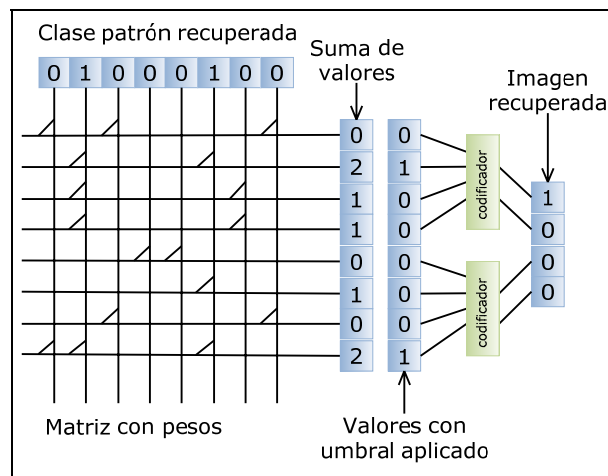 Clase patrón recuperada
0 1 0 0 0 1 0 0
Suma de
valores
Imagen
recuperada
0 0
2 1
1 0
1 0
0 0
1 0
0 0
2 1
codificador
codificador
1
0
0
0
Matriz con pesos
Valores con
umbral aplicado